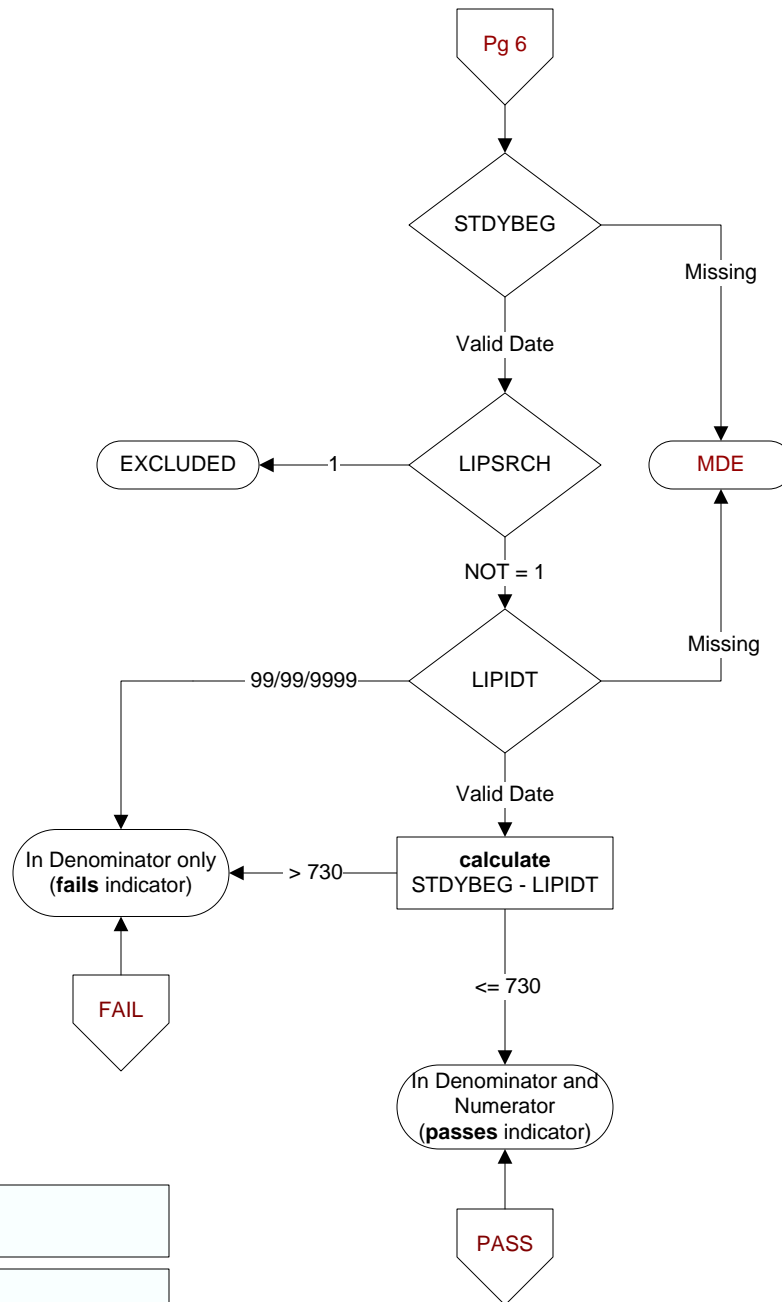 Pg 6
STDYBEG
Missing
Valid Date
EXCLUDED
1
LIPSRCH
MDE
NOT = 1
Missing
99/99/9999
LIPIDT
Valid Date
In Denominator only
(fails indicator)
> 730
calculate
STDYBEG - LIPIDT
FAIL
<= 730
In Denominator and
Numerator
(passes indicator)
PASS